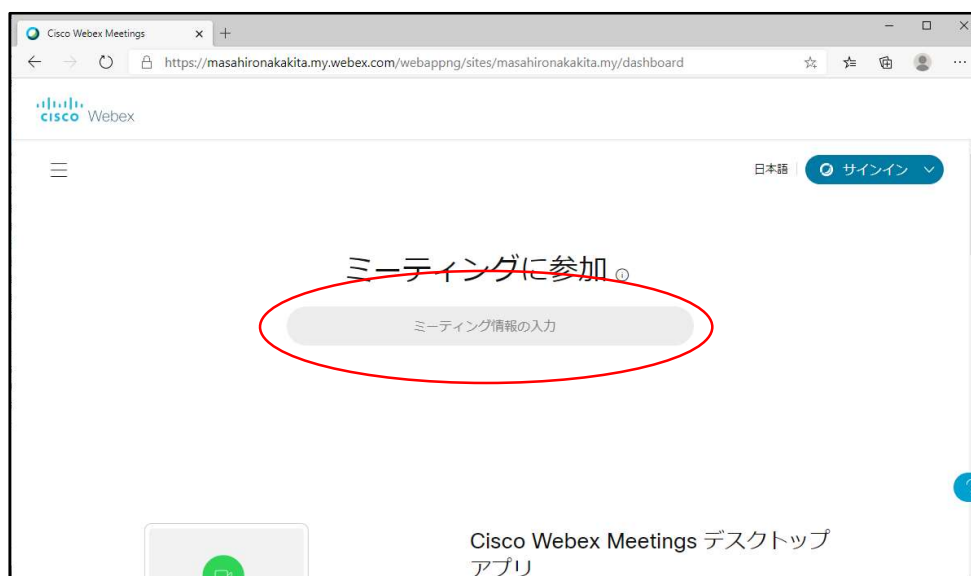 Cisco Webex Meetings
https://masahironakakita.my.webex.com/webappng/sites/masahironakakita.my/dashboard
cisco Webex
日本語 サインイン
ミーティングに参加
ミーティング情報の入力
Cisco Webex Meetings デスクトップ
アプリ